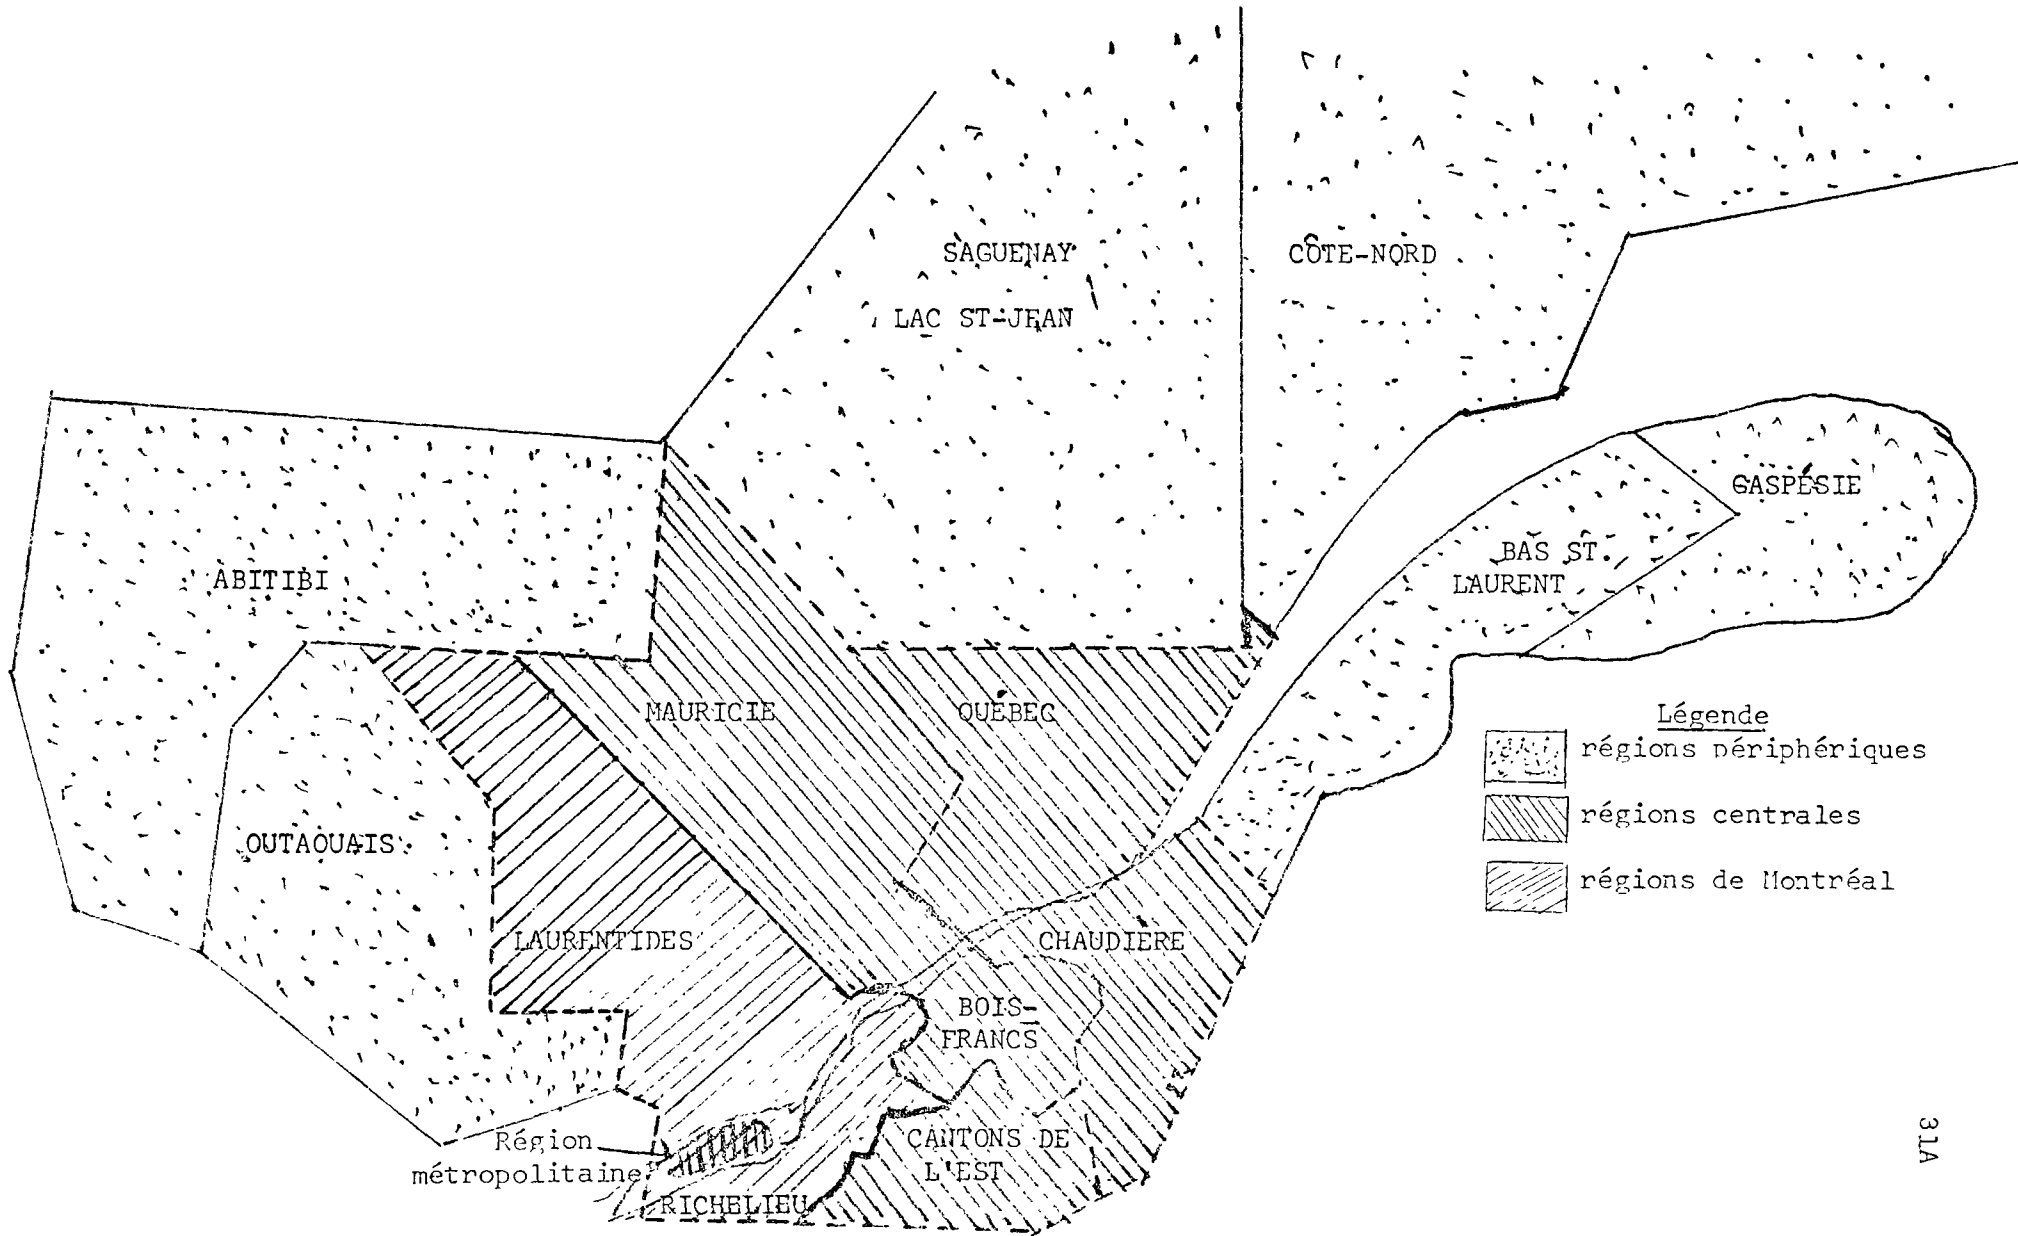 SAGUENAY
LAC ST-JEAN
CÔTE-NORD
GASPÉSIE
BAS ST.
LAURENT
ABITIBI
MAURICIE
QUÉBEC
OUTAOUAIS
LAURENTIDES
CHAUDIÈRE
BOIS-
FRANCS
CANTONS DE
L'EST
Région
métropolitaine
RICHELIEU
Légende
régions périphériques
régions centrales
régions de Montréal
31A